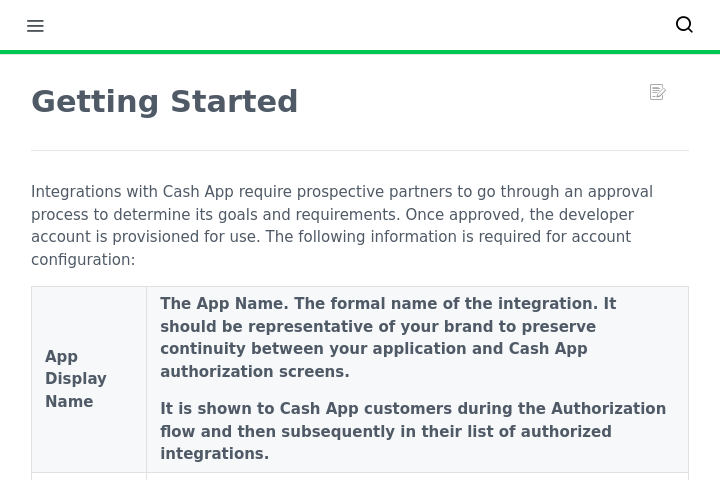 Getting Started
Integrations with Cash App require prospective partners to go through an approval
process to determine its goals and requirements. Once approved, the developer
account is provisioned for use. The following information is required for account
configuration:
App
Display
Name
The App Name. The formal name of the integration. It
should be representative of your brand to preserve
continuity between your application and Cash App
authorization screens.
It is shown to Cash App customers during the Authorization
flow and then subsequently in their list of authorized
integrations.